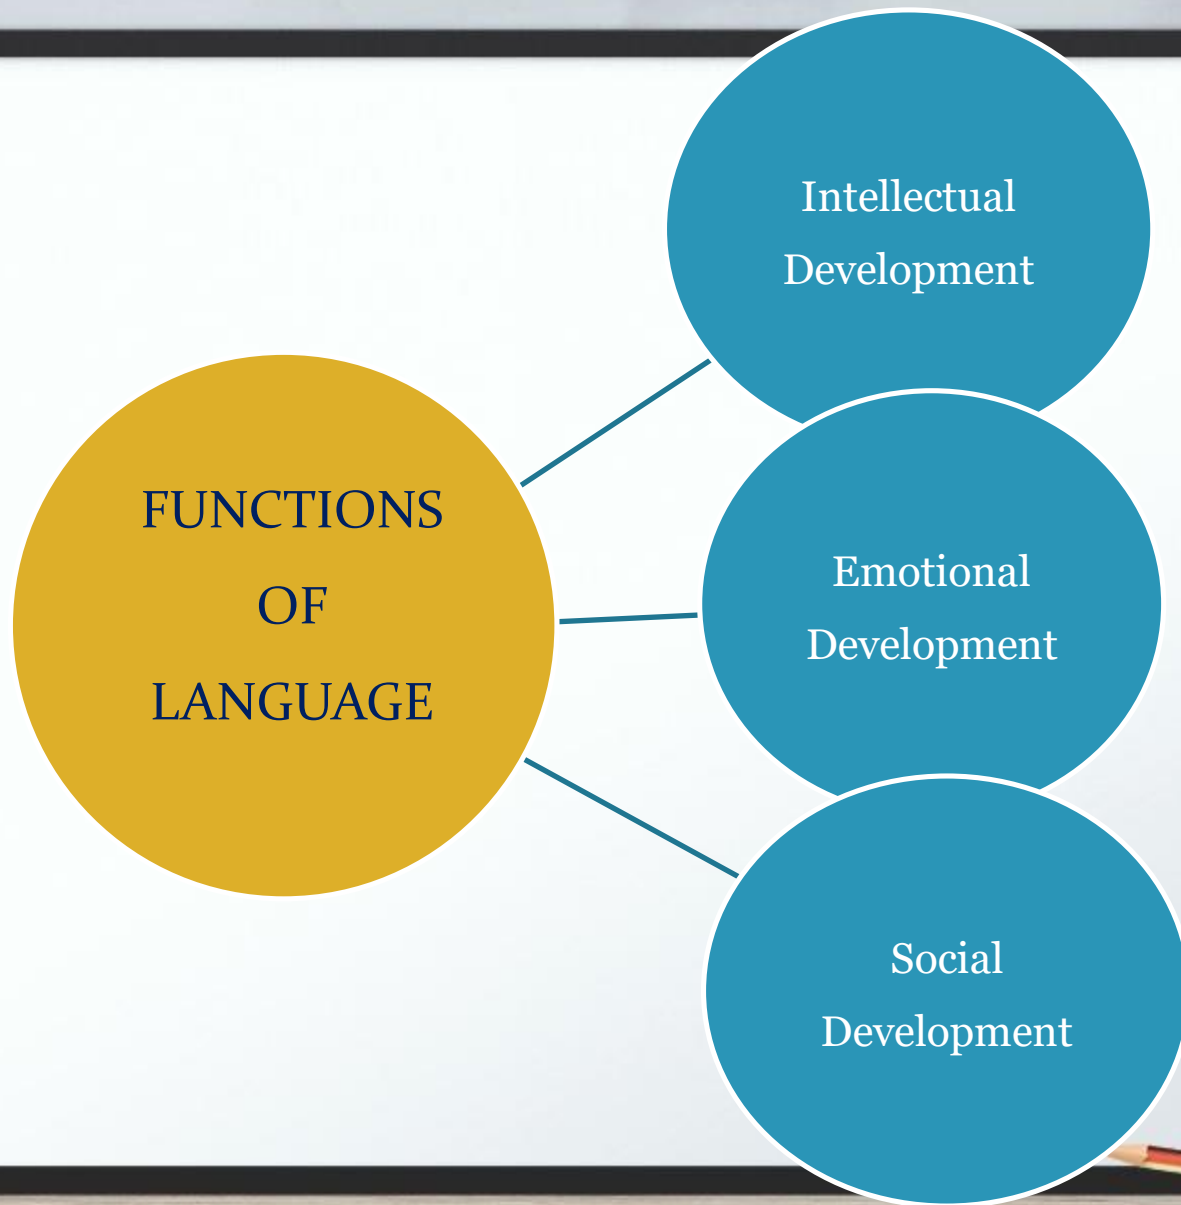 FUNCTIONS
OF
LANGUAGE
Intellectual
Development
Emotional
Development
Social
Development